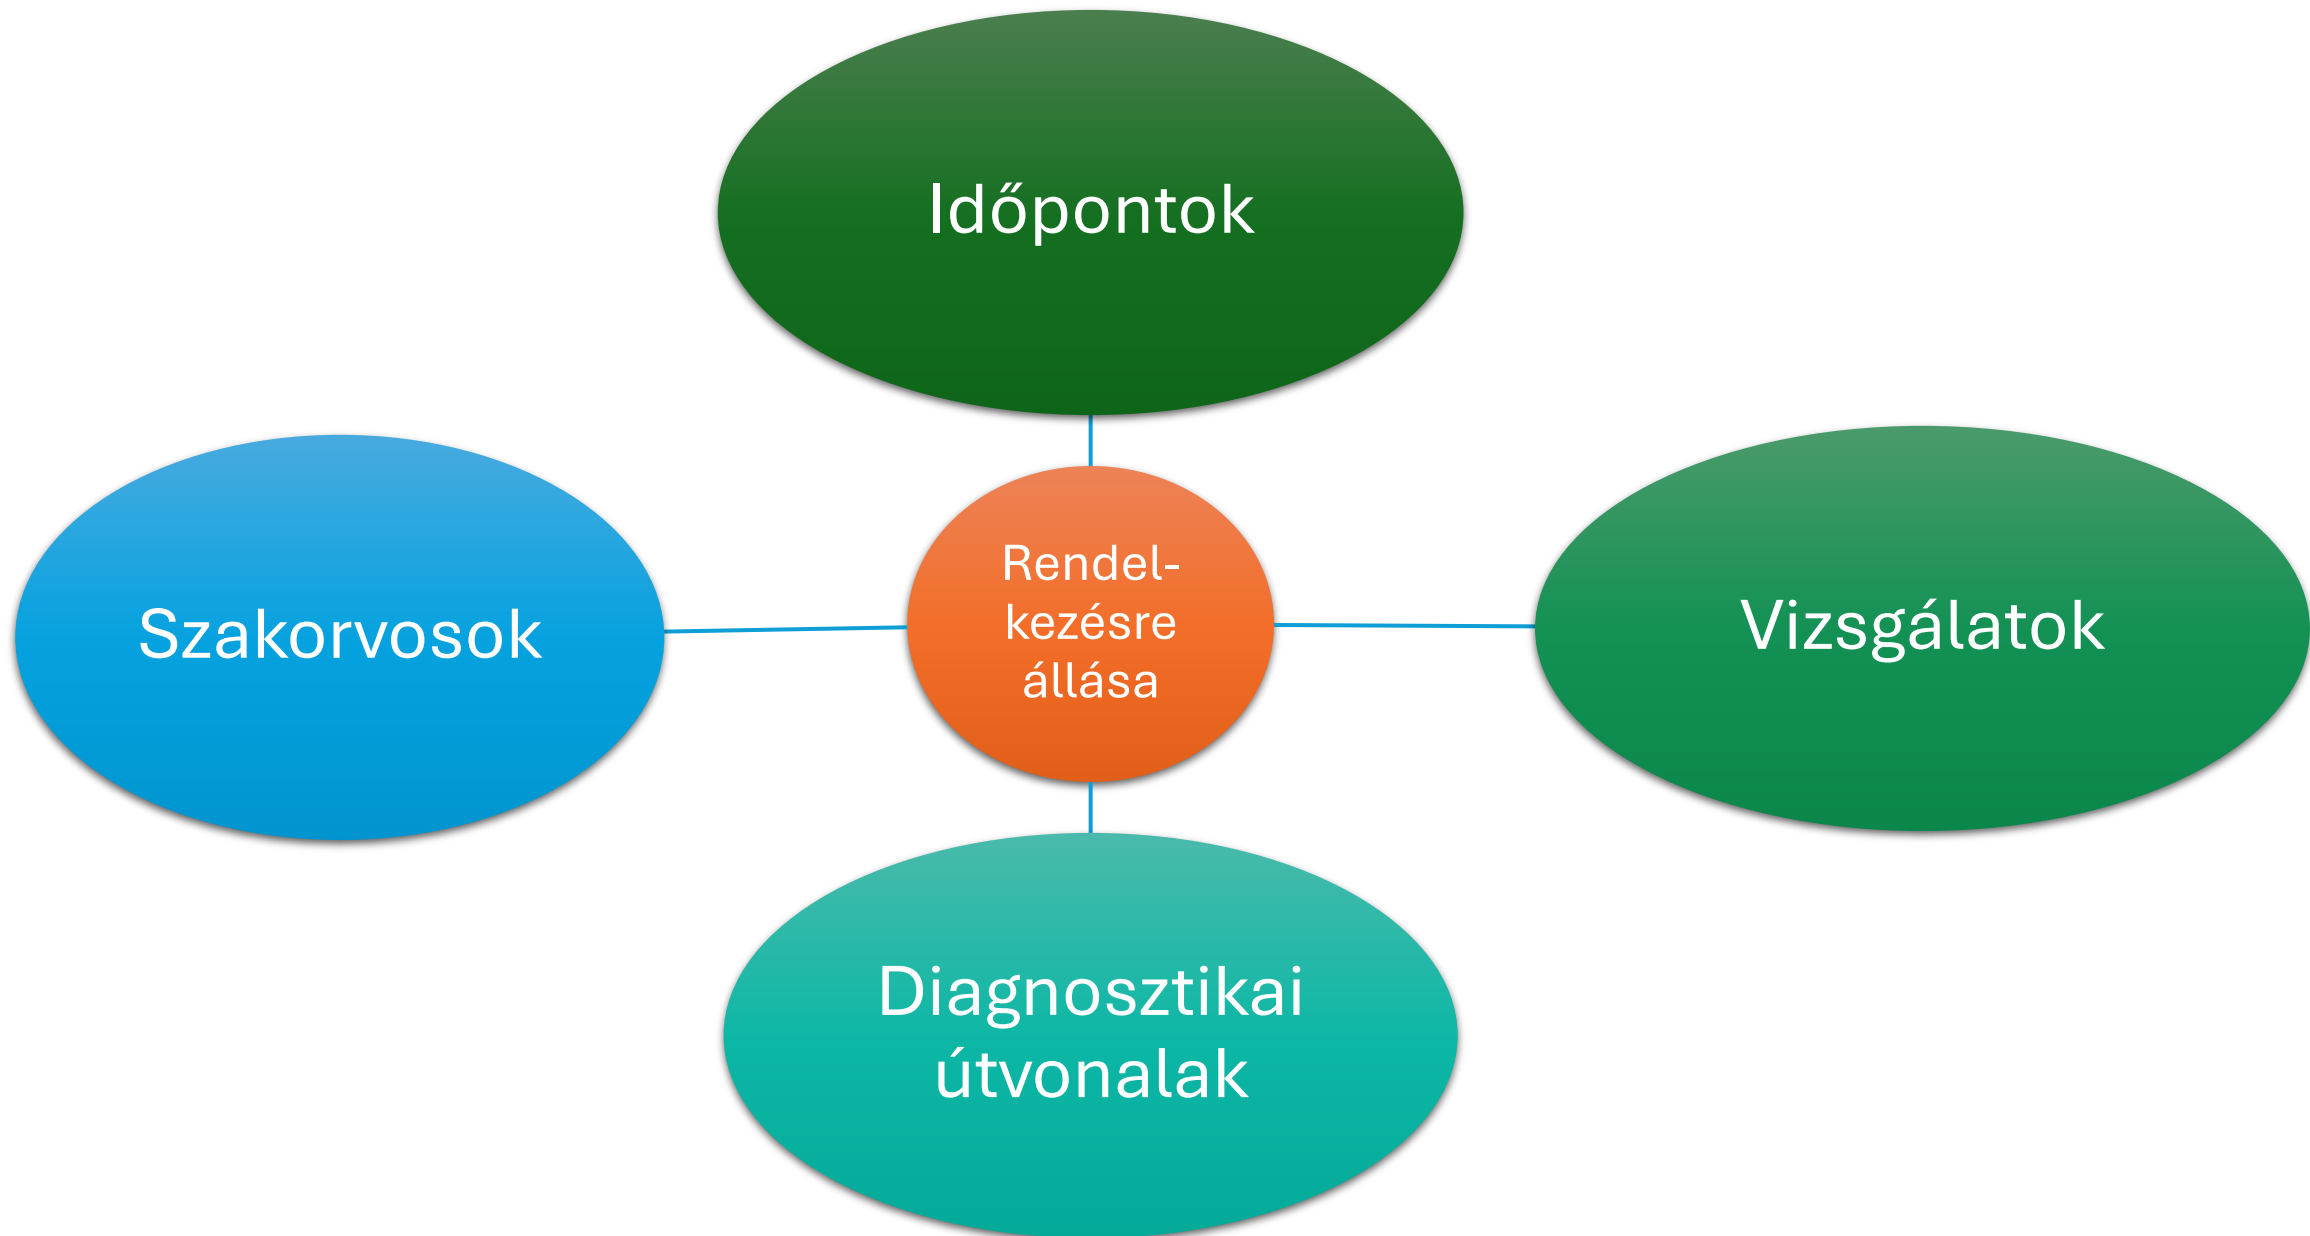 Időpontok
Szakorvosok
Rendel-
kezésre
állása
Vizsgálatok
Diagnosztikai
útvonalak